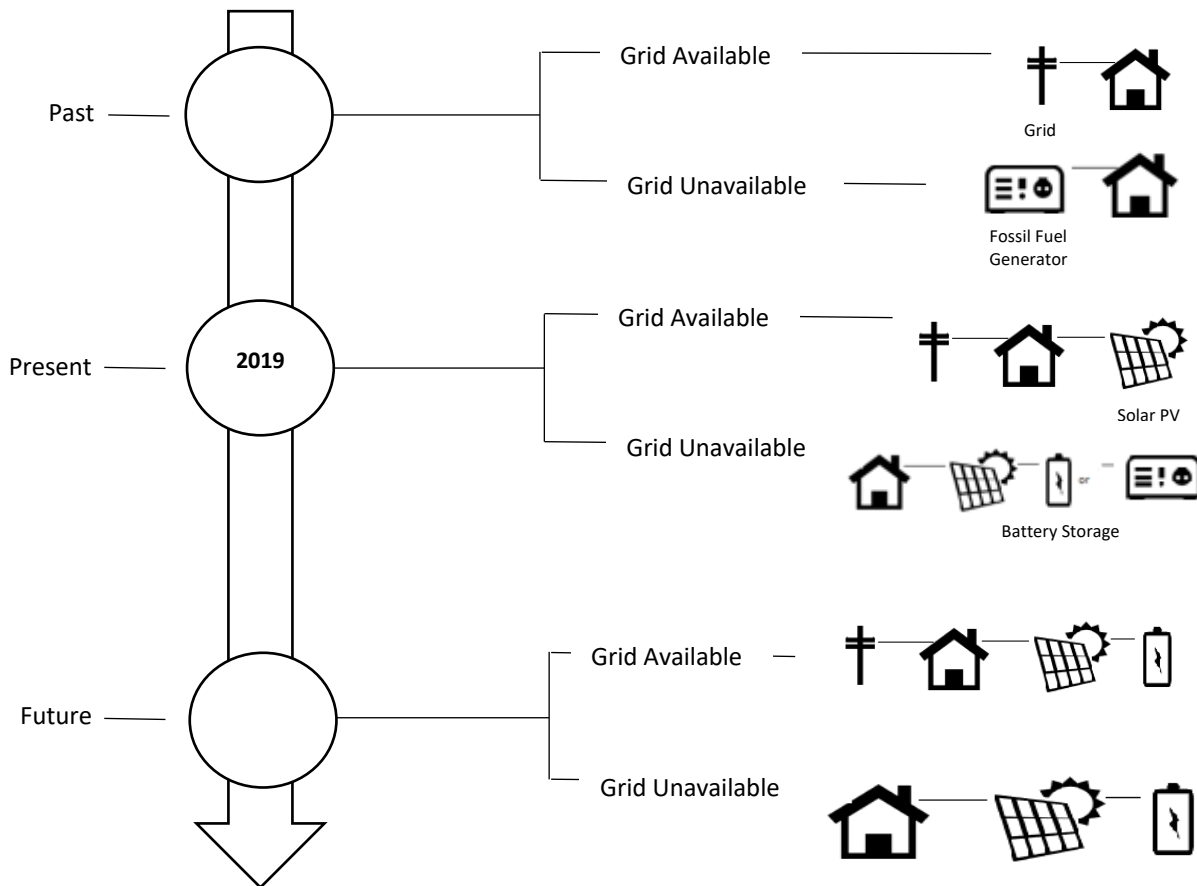 Past
Grid Available
Grid
Grid Unavailable
Fossil Fuel
Generator
Present
2019
Grid Available
Solar PV
Grid Unavailable
or
Battery Storage
Future
Grid Available
Grid Unavailable